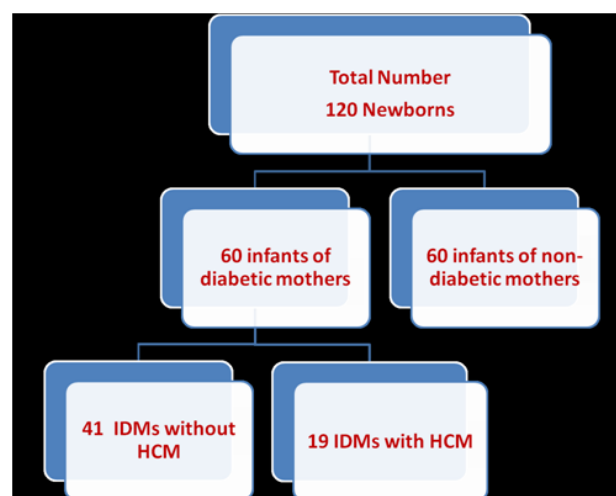 Total Number
120 Newborns
60 infants of
diabetic mothers
60 infants of non-
diabetic mothers
41 IDMs without
HCM
19 IDMs with HCM